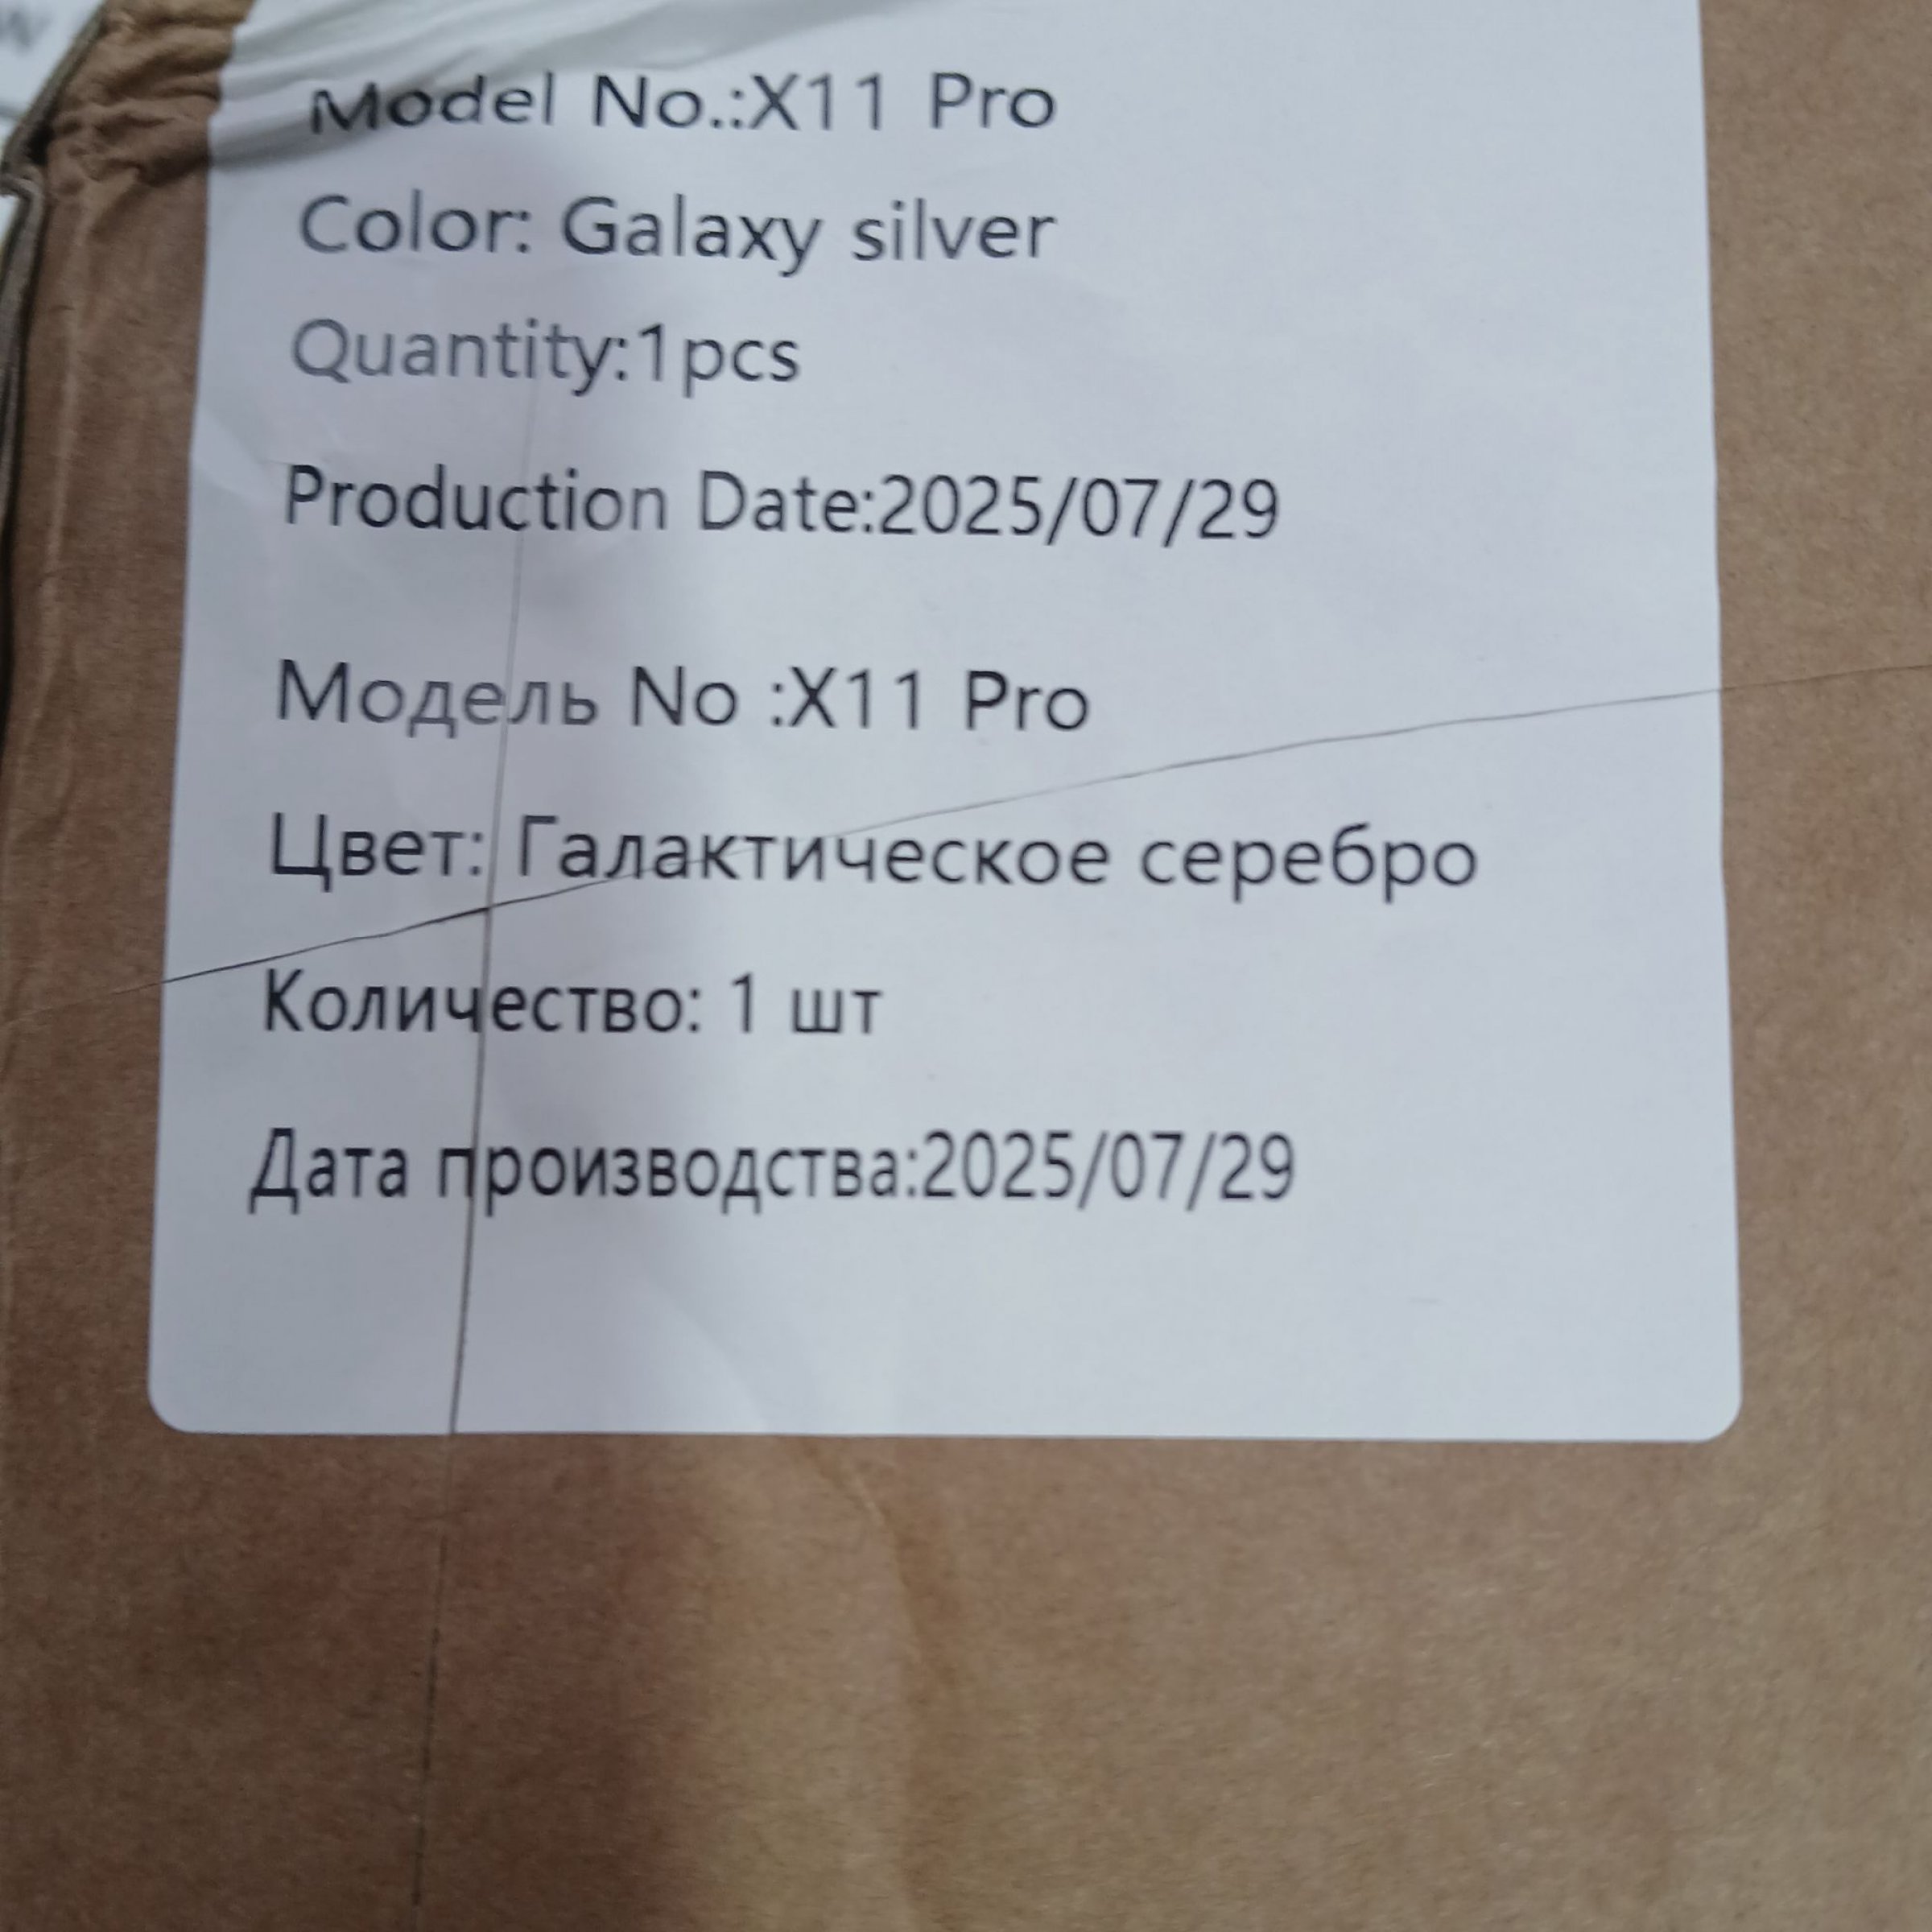 Model No.:X11 Pro
Color: Galaxy silver
Quantity:1pcs
Production Date:2025/07/29
Модель No :X11 Pro
Цвет: Галактическое серебро
Количество: 1 шт
Дата производства:2025/07/29